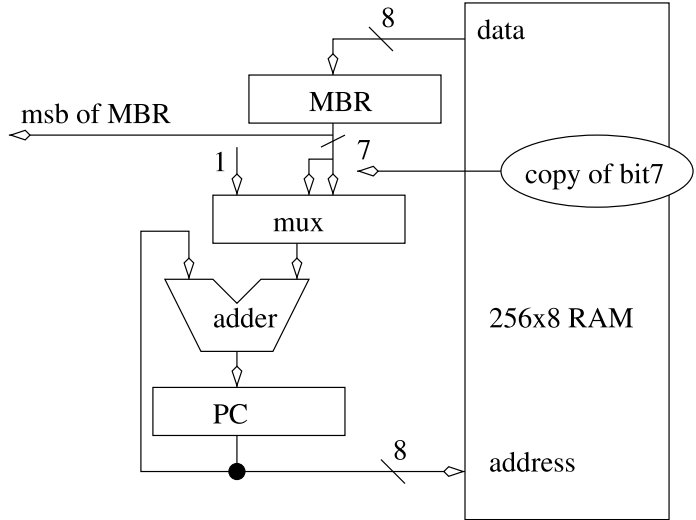 8
data
MBR
msb of MBR
7
1
copy of bit7
mux
adder
256x8 RAM
PC
8
address